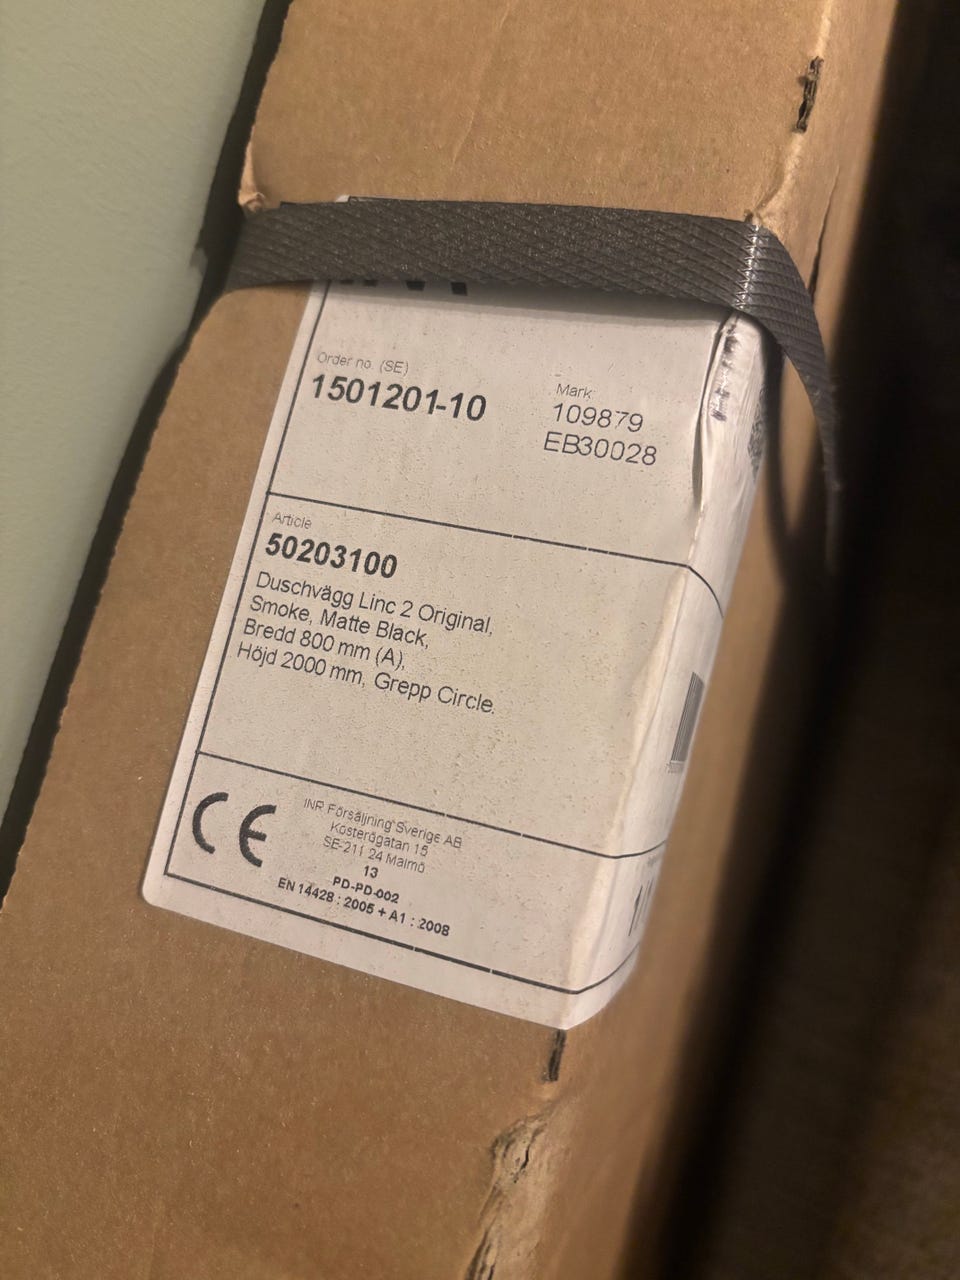 Order no. (SE)
1501201-10
Mark:
109879
EB30028
Article
50203100
Duschvägg Linc 2 Original,
Smoke, Matte Black,
Bredd 800 mm (A),
Höjd 2000 mm, Grepp Circle.
CE
INR Försäljning Sverige AB
Kosterögatan 15
SE-211 24 Malmö
13
PD-PD-002
EN 14428 : 2005 + A1 : 2008